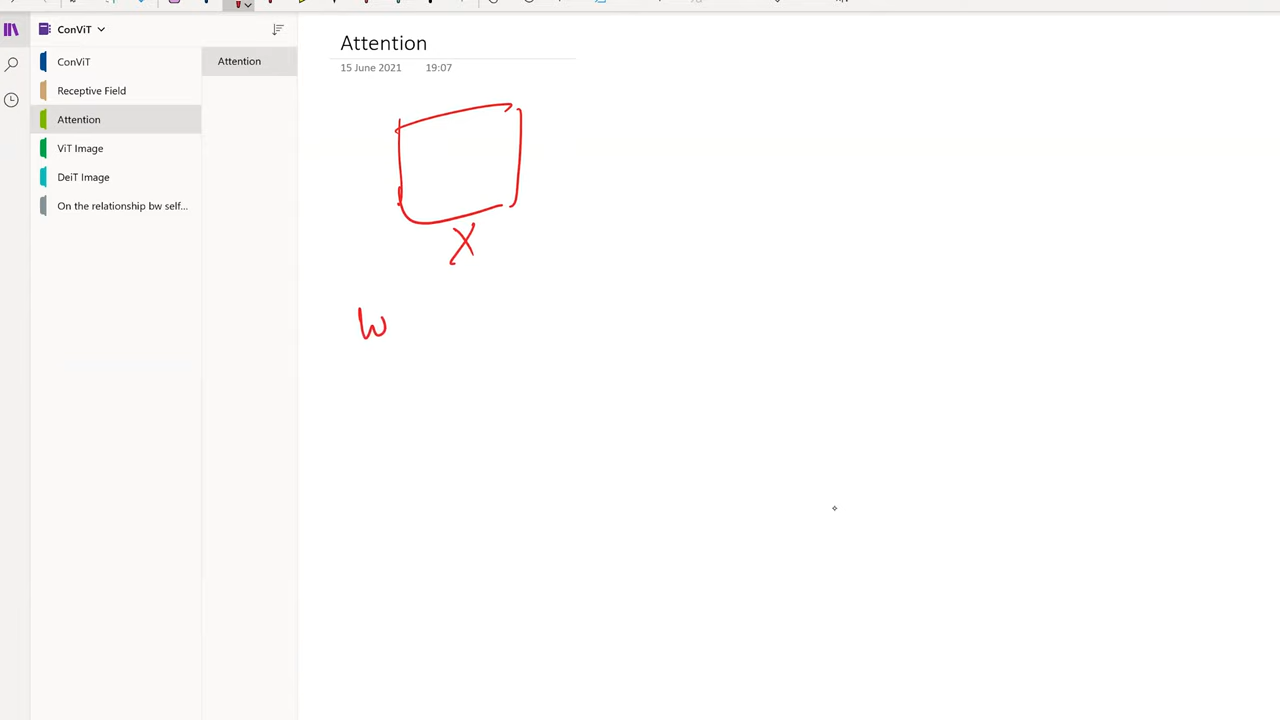 ConViT
ConViT
Receptive Field
Attention
ViT Image
DeiT Image
On the relationship bw self...
Attention
Attention
15 June 2021 19:07
X
W